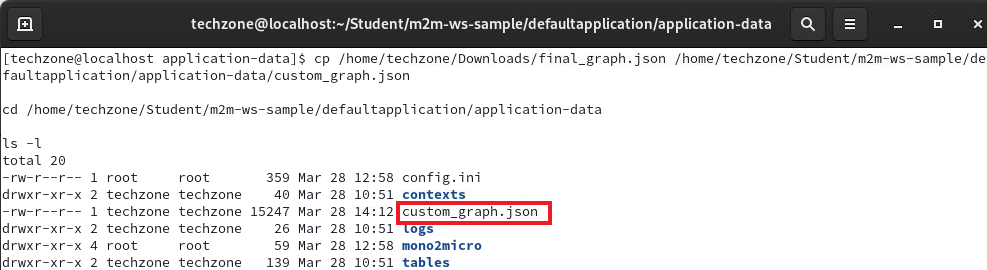 techzone@localhost:~/Student/m2m-ws-sample/defaultapplication/application-data
[techzone@localhost application-data]$ cp /home/techzone/Downloads/final_graph.json /home/techzone/Student/m2m-ws-sample/de
faultapplication/application-data/custom_graph.json
cd /home/techzone/Student/m2m-ws-sample/defaultapplication/application-data
ls -l
total 20
-rw-r--r-- 1 root     root       359 Mar 28 12:58 config.ini
drwxr-xr-x 2 techzone techzone    40 Mar 28 10:51 contexts
-rw-r--r-- 1 techzone techzone 15247 Mar 28 14:12 custom_graph.json
drwxr-xr-x 2 techzone techzone    26 Mar 28 10:51 logs
drwxr-xr-x 4 root     root        59 Mar 28 12:58 mono2micro
drwxr-xr-x 2 techzone techzone   139 Mar 28 10:51 tables